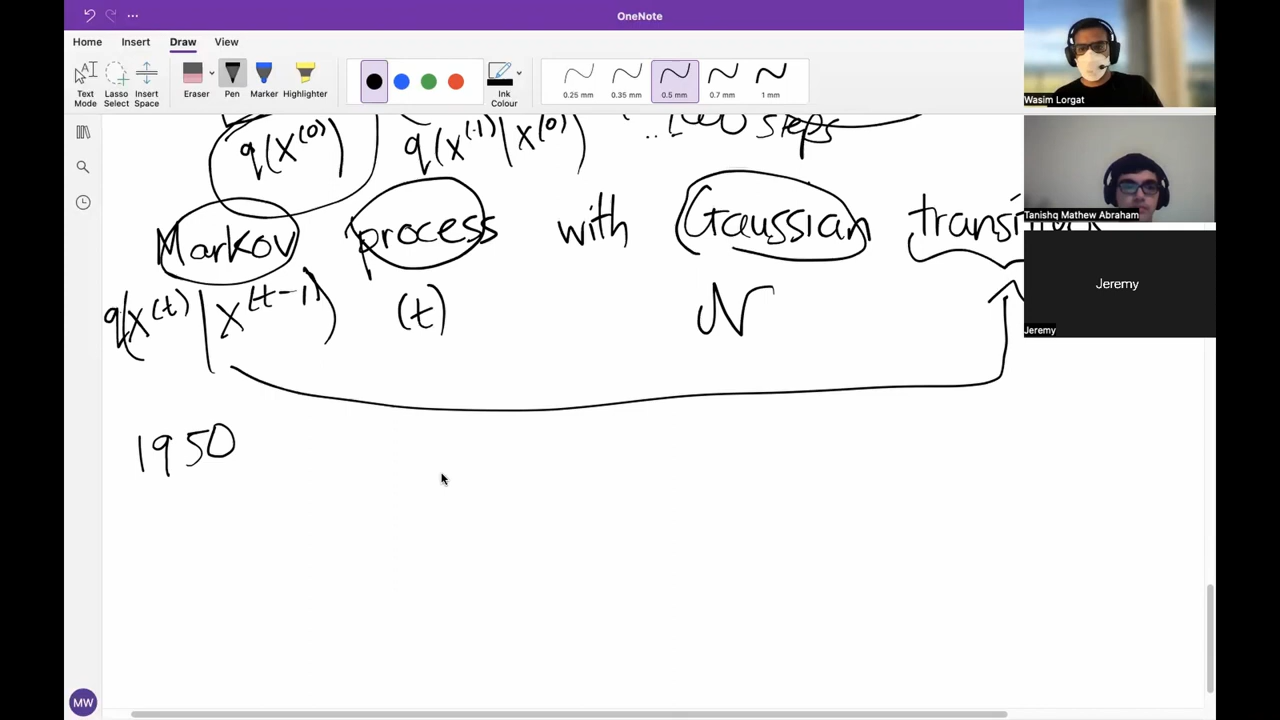 OneNote
Home Insert Draw View
Text Mode
Lasso Select
Insert Space
Eraser
Pen
Marker
Highlighter
Ink Colour
0.25 mm
0.35 mm
0.5 mm
0.7 mm
1 mm
Wasim Lorgat
Tanishq Mathew Abraham
Jeremy
Jeremy
q(X^(0)) q(X^(1)|X^(0)) steps
Markov process with Gaussian
q(X^(t)|X^(t-1)) (t) N
1950
MW